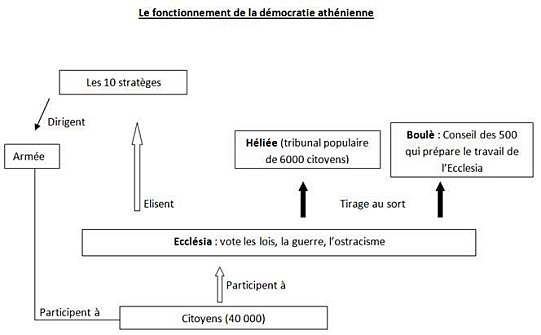 Le fonctionnement de la démocratie athénienne
Les 10 stratèges
Dirigent
Armée
Héliée (tribunal populaire
de 6000 citoyens)
Boulè : Conseil des 500
qui prépare le travail de
l’Ecclesia
Elisent
Tirage au sort
Ecclésia : vote les lois, la guerre, l’ostracisme
Participent à
Participent à
Citoyens (40 000)